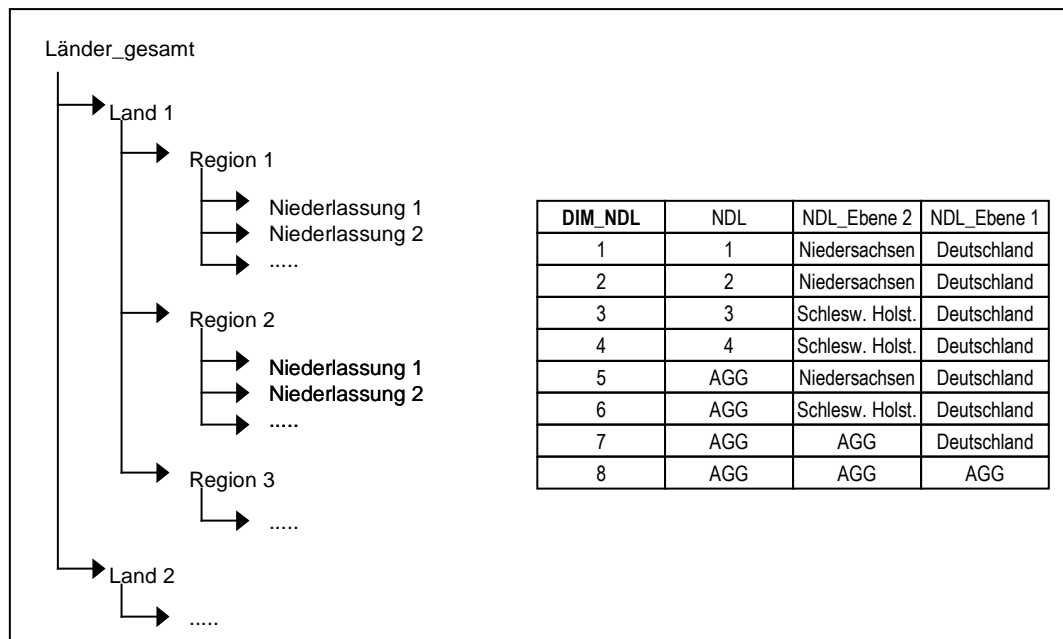 Länder_gesamt
Land 1
Region 1
Niederlassung 1
Niederlassung 2
.....
Region 2
Niederlassung 1
Niederlassung 2
.....
Region 3
.....
Land 2
.....
DIM_NDL NDL NDL_Ebene 2 NDL_Ebene 1
1 1 Niedersachsen Deutschland
2 2 Niedersachsen Deutschland
3 3 Schlesw. Holst. Deutschland
4 4 Schlesw. Holst. Deutschland
5 AGG Niedersachsen Deutschland
6 AGG Schlesw. Holst. Deutschland
7 AGG AGG Deutschland
8 AGG AGG AGG